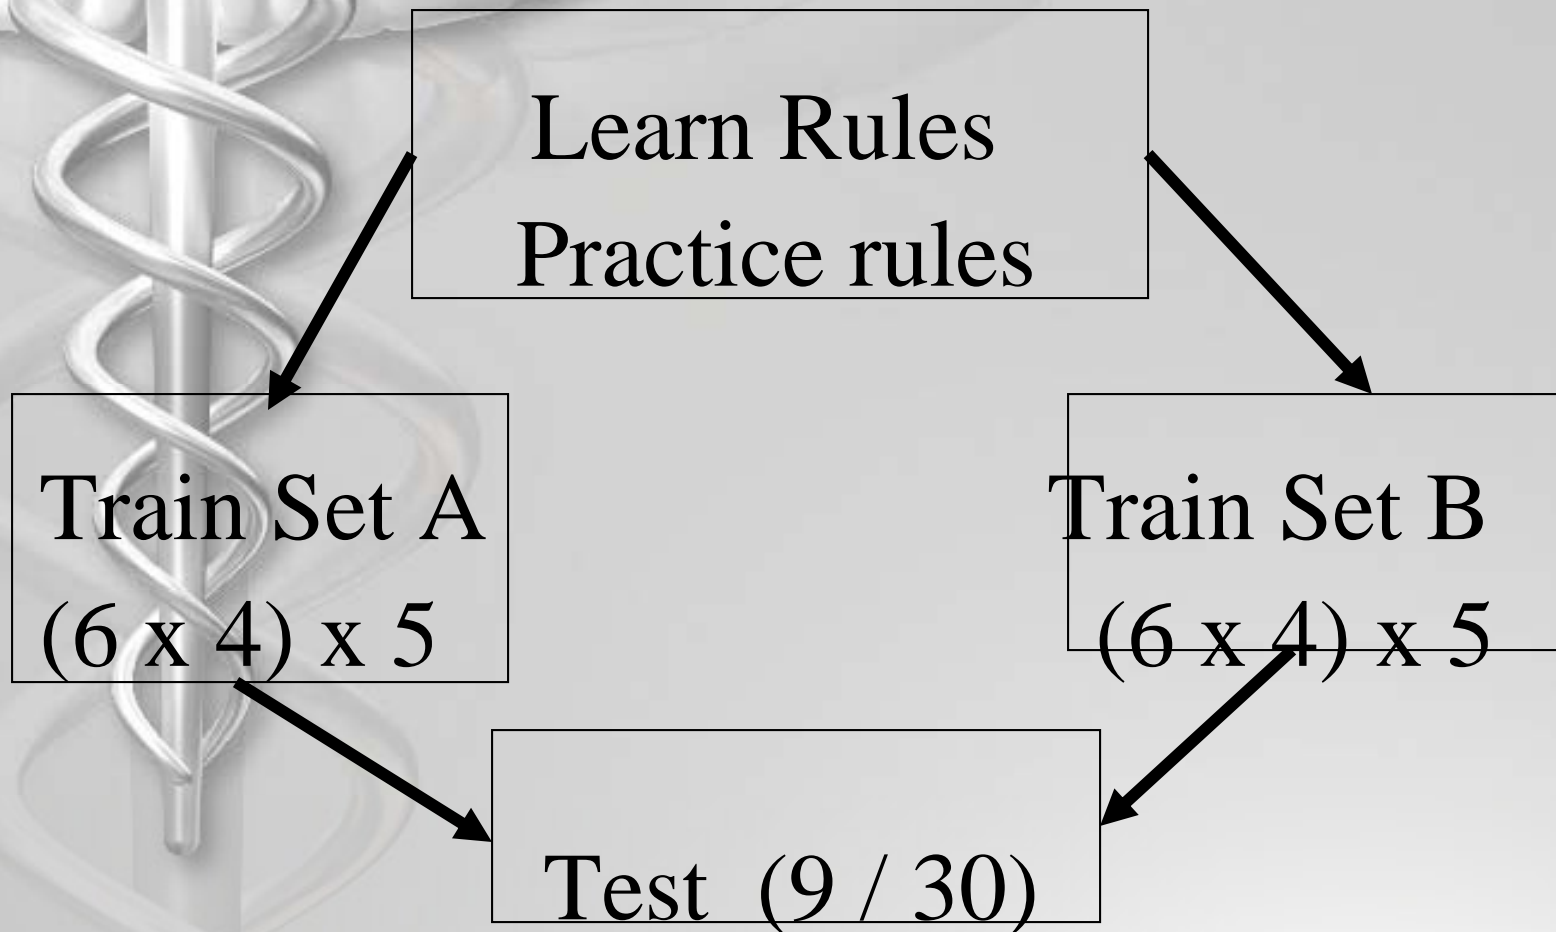 Learn Rules
Practice rules
Train Set A
(6 x 4) x 5
Train Set B
(6 x 4) x 5
Test (9 / 30)